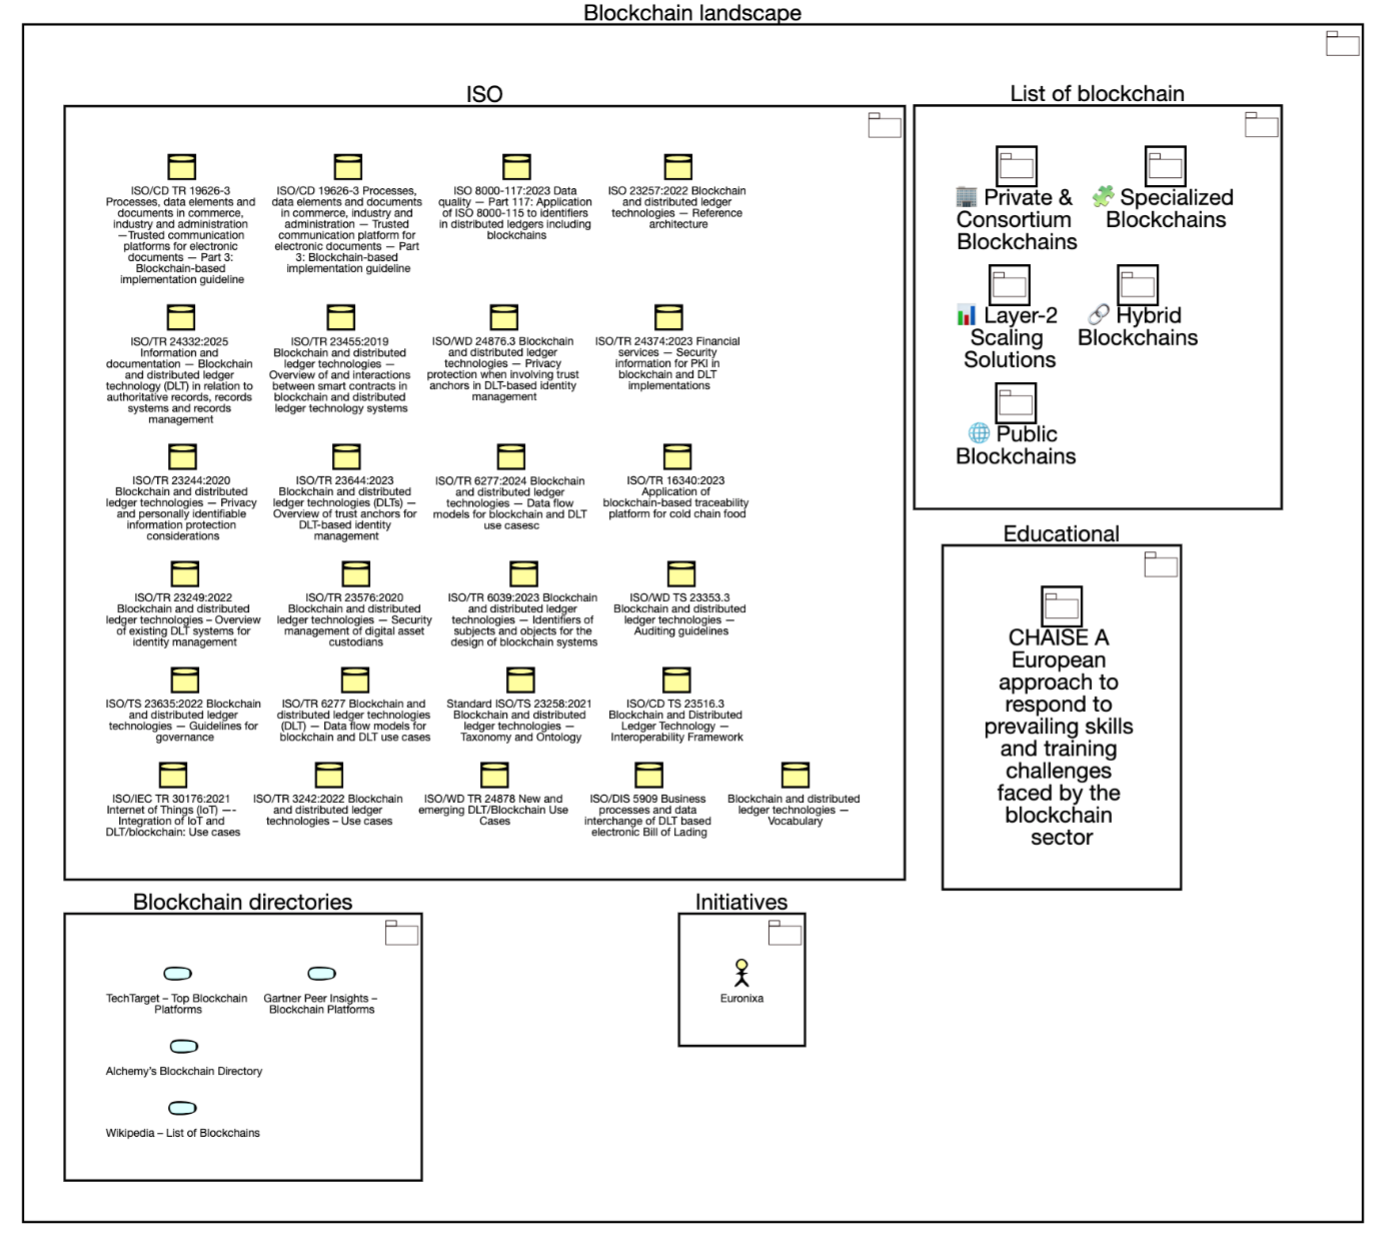 Blockchain landscape
ISO
ISO/CD TR 19626-3
Processes, data elements and
documents in commerce,
industry and administration
—Trusted communication
platforms for electronic
documents — Part 3:
Blockchain-based
implementation guideline
ISO/CD 19626-3 Processes,
data elements and documents
in commerce, industry and
administration — Trusted
communication platform for
electronic documents — Part
3: Blockchain-based
implementation guideline
ISO 8000-117:2023 Data
quality — Part 117: Application
of ISO 8000-115 to identifiers
in distributed ledgers including
blockchains
ISO 23257:2022 Blockchain
and distributed ledger
technologies — Reference
architecture
ISO/TR 24332:2025
Information and
documentation — Blockchain
and distributed ledger
technology (DLT) in relation to
authoritative records, records
systems and records
management
ISO/TR 23455:2019
Blockchain and distributed
ledger technologies —
Overview of and interactions
between smart contracts in
blockchain and distributed
ledger technology systems
ISO/WD 24876.3 Blockchain
and distributed ledger
technologies — Privacy
protection when involving trust
anchors in DLT-based identity
management
ISO/TR 24374:2023 Financial
services — Security
information for PKI in
blockchain and DLT
implementations
ISO/TR 23244:2020
Blockchain and distributed
ledger technologies — Privacy
and personally identifiable
information protection
considerations
ISO/TR 23644:2023
Blockchain and distributed
ledger technologies (DLTs) —
Overview of trust anchors for
DLT-based identity
management
ISO/TR 6277:2024 Blockchain
and distributed ledger
technologies — Data flow
models for blockchain and DLT
use casesc
ISO/TR 16340:2023
Application of
blockchain-based traceability
platform for cold chain food
ISO/TR 23249:2022
Blockchain and distributed
ledger technologies – Overview
of existing DLT systems for
identity management
ISO/TR 23576:2020
Blockchain and distributed
ledger technologies — Security
management of digital asset
custodians
ISO/TR 6039:2023 Blockchain
and distributed ledger
technologies — Identifiers of
subjects and objects for the
design of blockchain systems
ISO/WD TS 23353.3
Blockchain and distributed
ledger technologies —
Auditing guidelines
ISO/TS 23635:2022 Blockchain
and distributed ledger
technologies — Guidelines for
governance
ISO/TR 6277 Blockchain and
distributed ledger technologies
(DLT) — Data flow models for
blockchain and DLT use cases
Standard ISO/TS 23258:2021
Blockchain and distributed
ledger technologies —
Taxonomy and Ontology
ISO/CD TS 23516.3
Blockchain and Distributed
Ledger Technology —
Interoperability Framework
ISO/IEC TR 30176:2021
Internet of Things (IoT) —-
Integration of IoT and
DLT/blockchain: Use cases
ISO/TR 3242:2022 Blockchain
and distributed ledger
technologies – Use cases
ISO/WD TR 24878 New and
emerging DLT/Blockchain Use
Cases
ISO/DIS 5909 Business
processes and data
interchange of DLT based
electronic Bill of Lading
Blockchain and distributed
ledger technologies —
Vocabulary
List of blockchain
Private &
Consortium
Blockchains
Specialized
Blockchains
Layer-2
Scaling
Solutions
Hybrid
Blockchains
Public
Blockchains
Educational
CHAISE A
European
approach to
respond to
prevailing skills
and training
challenges
faced by the
blockchain
sector
Blockchain directories
TechTarget – Top Blockchain
Platforms
Gartner Peer Insights –
Blockchain Platforms
Alchemy's Blockchain Directory
Wikipedia – List of Blockchains
Initiatives
Euronixa